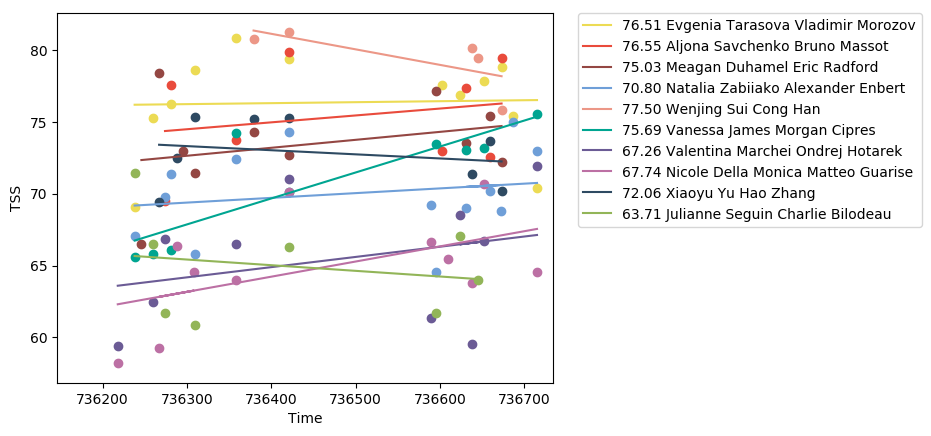 80
75
70
65
60
TSS
736200 736300 736400 736500 736600 736700
Time
76.51 Evgenia Tarasova Vladimir Morozov
76.55 Aljona Savchenko Bruno Massot
75.03 Meagan Duhamel Eric Radford
70.80 Natalia Zabiiako Alexander Enbert
77.50 Wenjing Sui Cong Han
75.69 Vanessa James Morgan Cipres
67.26 Valentina Marchei Ondrej Hotarek
67.74 Nicole Della Monica Matteo Guarise
72.06 Xiaoyu Yu Hao Zhang
63.71 Julianne Seguin Charlie Bilodeau